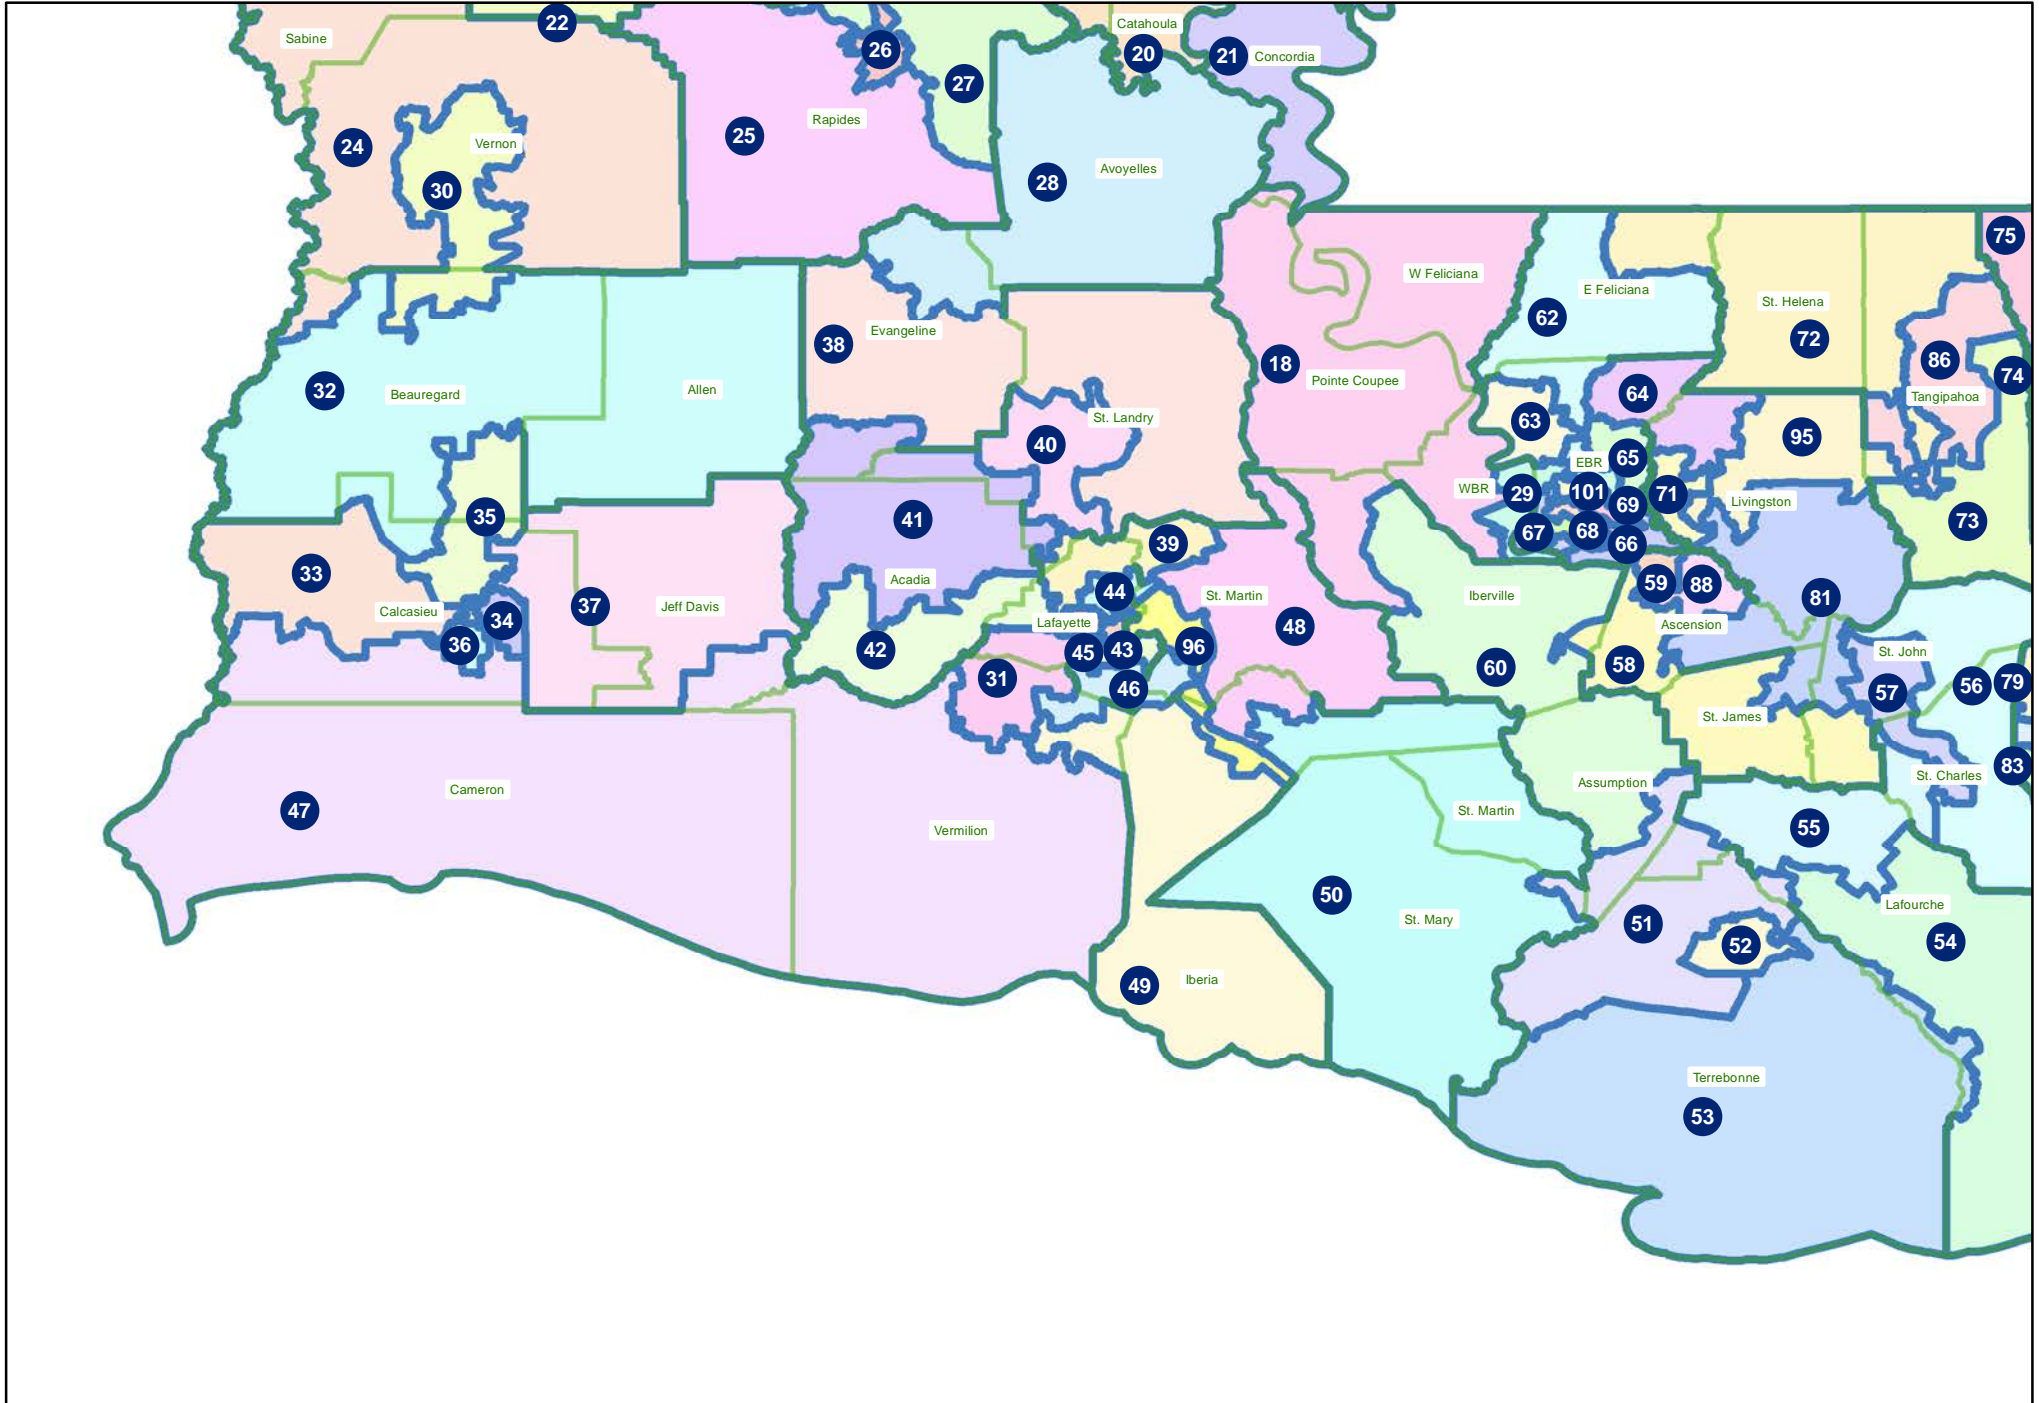 22
Catahoula
Sabine
26
20
21
Concordia
27
Rapides
25
24
Vernon
Avoyelles
28
30
75
W Feliciana
E Feliciana
St. Helena
62
Evangeline
72
38
86
18
74
Pointe Coupee
32
Allen
Beauregard
64
Tangipahoa
St. Landry
63
95
40
65
EBR
WBR
29
101
71
Livingston
69
35
41
73
67
68
39
66
33
Acadia
59
88
44
St. Martin
Iberville
81
37
Jeff Davis
Calcasieu
34
Lafayette
48
Ascension
36
42
45
43
96
St. John
58
60
31
46
56
79
57
St. James
83
St. Charles
Assumption
Cameron
47
St. Martin
55
Vermilion
50
Lafourche
St. Mary
51
54
52
49
Iberia
Terrebonne
53